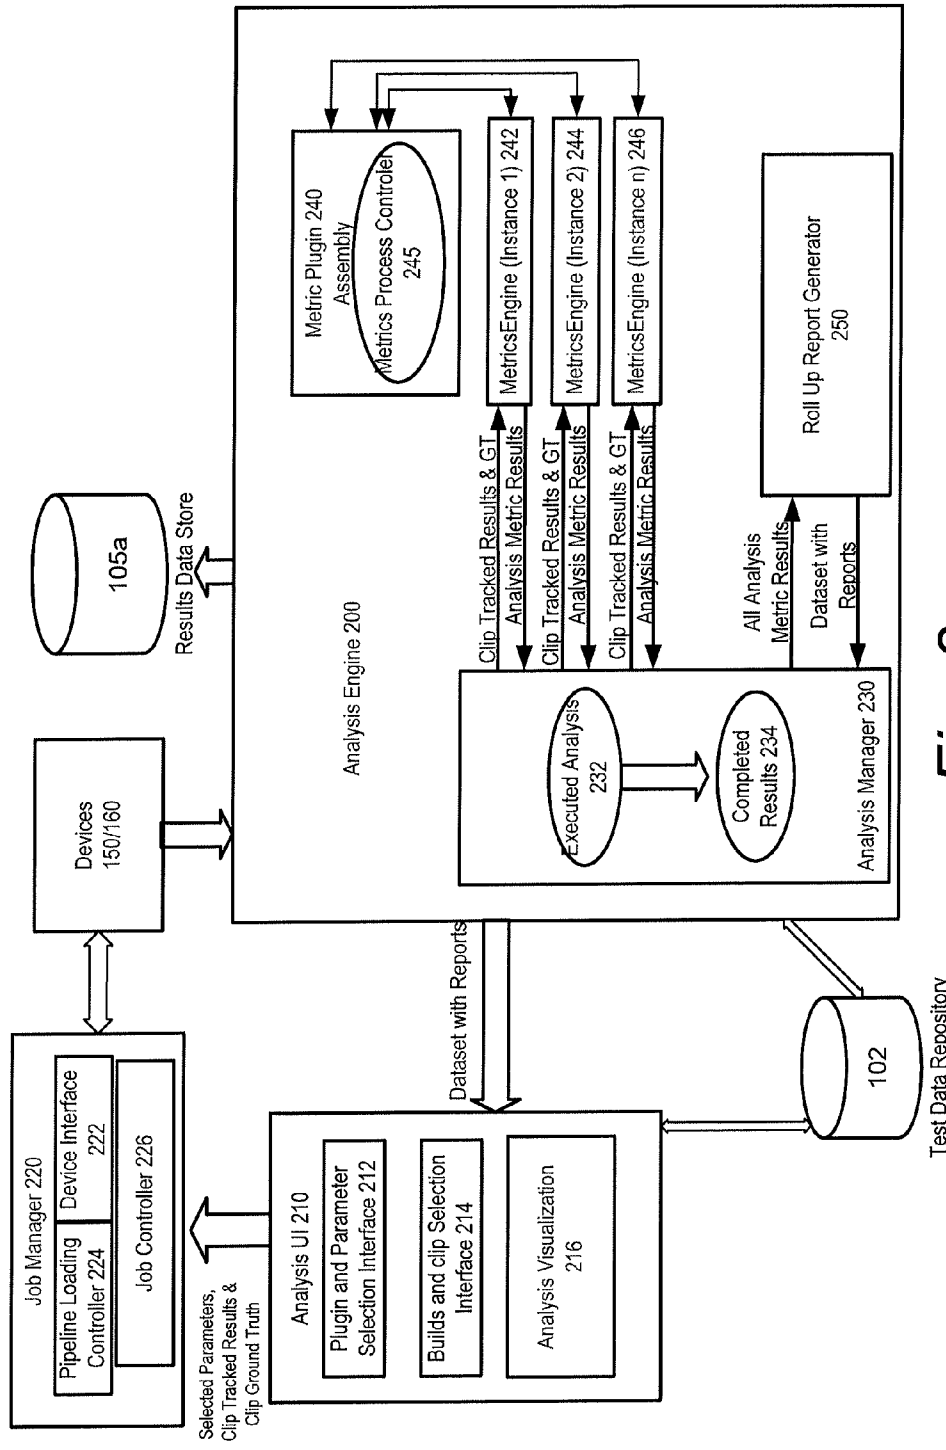 Job Manager 220
Pipeline Loading
Controller 224
Device Interface
222
Job Controller 226
Devices
150/160
105a
Results Data Store
Selected Parameters,
Clip Tracked Results &
Clip Ground Truth
Analysis UI 210
Plugin and Parameter
Selection Interface 212
Builds and clip Selection
Interface 214
Analysis Visualization
216
Dataset with Reports
102
Test Data Repository
Analysis Engine 200
Metric Plugin 240
Assembly
Metrics Process Controler
245
Clip Tracked Results & GT
Analysis Metric Results
MetricsEngine (Instance 1) 242
Clip Tracked Results & GT
Analysis Metric Results
MetricsEngine (Instance 2) 244
Clip Tracked Results & GT
Analysis Metric Results
MetricsEngine (Instance n) 246
Executed Analysis
232
Completed
Results 234
Analysis Manager 230
All Analysis
Metric Results
Dataset with
Reports
Roll Up Report Generator
250